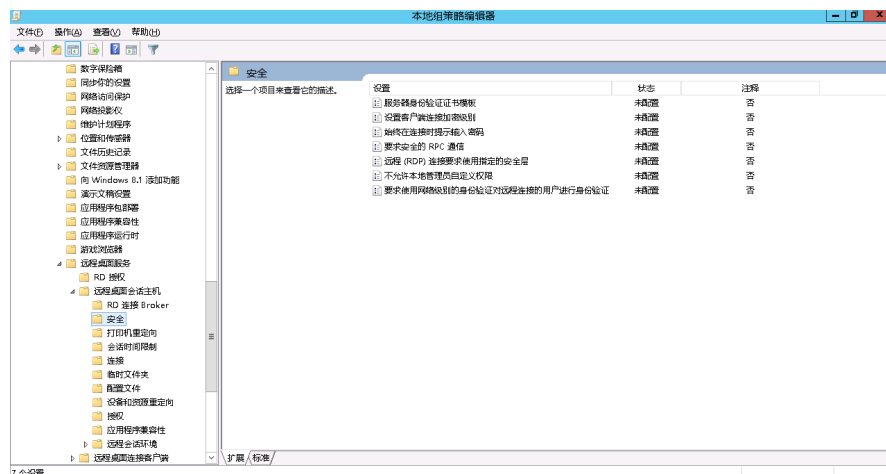 本地组策略编辑器
文件(F) 操作(A) 查看(V) 帮助(H)
数字保险箱
同步你的设置
网络访问保护
网络投影仪
维护计划程序
位置和传感器
文件历史记录
文件资源管理器
向 Windows 8.1 添加功能
演示文稿设置
应用程序包部署
应用程序兼容性
应用程序运行时
游戏浏览器
远程桌面服务
RD 授权
远程桌面会话主机
RD 连接 Broker
安全
打印机重定向
会话时间限制
连接
临时文件夹
配置文件
设备和资源重定向
授权
应用程序兼容性
远程会话环境
远程桌面连接客户端
安全
选择一个项目来查看它的描述。
设置 状态 注释
服务器身份验证证书模板 未配置 否
设置客户端连接加密级别 未配置 否
始终在连接时提示输入密码 未配置 否
要求安全的 RPC 通信 未配置 否
远程 (RDP) 连接要求使用指定的安全层 未配置 否
不允许本地管理员自定义权限 未配置 否
要求使用网络级别的身份验证对远程连接的用户进行身份验证 未配置 否
扩展 标准
7 个设置